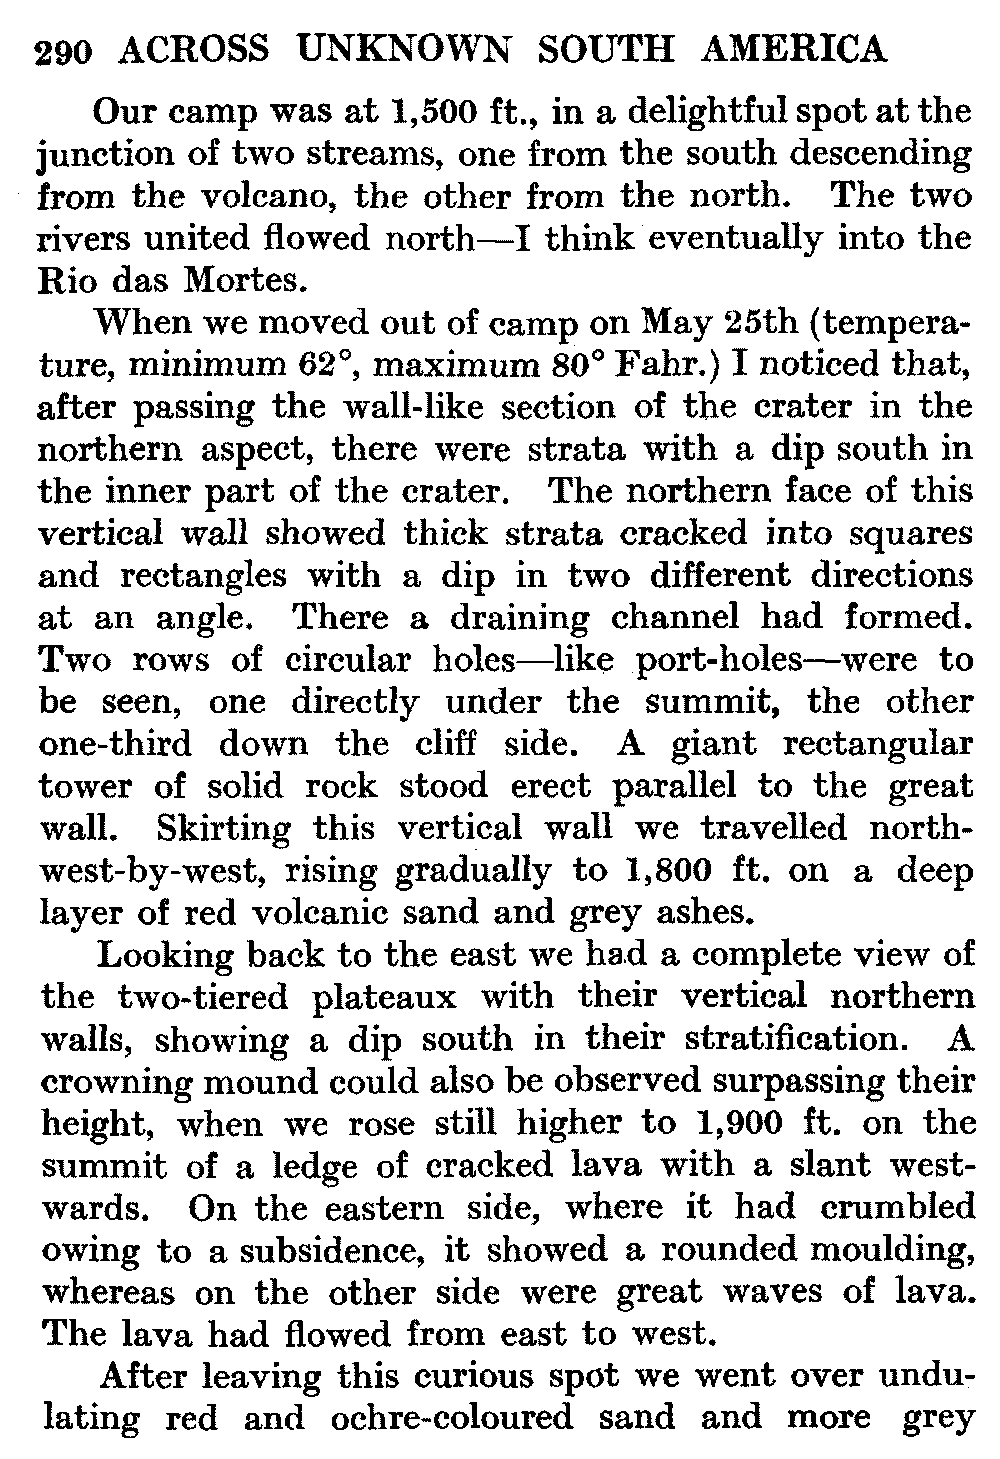 290 ACROSS UNKNOWN SOUTH AMERICA
Our camp was at 1,500 ft., in a delightful spot at the
junction of two streams, one from the south descending
from the volcano, the other from the north. The two
rivers united flowed north—I think eventually into the
Rio das Mortes.
When we moved out of camp on May 25th (tempera-
ture, minimum 62°, maximum 80° Fahr.) I noticed that,
after passing the wall-like section of the crater in the
northern aspect, there were strata with a dip south in
the inner part of the crater. The northern face of this
vertical wall showed thick strata cracked into squares
and rectangles with a dip in two different directions
at an angle. There a draining channel had formed.
Two rows of circular holes—like port-holes—were to
be seen, one directly under the summit, the other
one-third down the cliff side. A giant rectangular
tower of solid rock stood erect parallel to the great
wall. Skirting this vertical wall we travelled north-
west-by-west, rising gradually to 1,800 ft. on a deep
layer of red volcanic sand and grey ashes.
Looking back to the east we had a complete view of
the two-tiered plateaux with their vertical northern
walls, showing a dip south in their stratification. A
crowning mound could also be observed surpassing their
height, when we rose still higher to 1,900 ft. on the
summit of a ledge of cracked lava with a slant west-
wards. On the eastern side, where it had crumbled
owing to a subsidence, it showed a rounded moulding,
whereas on the other side were great waves of lava.
The lava had flowed from east to west.
After leaving this curious spot we went over undu-
lating red and ochre-coloured sand and more grey